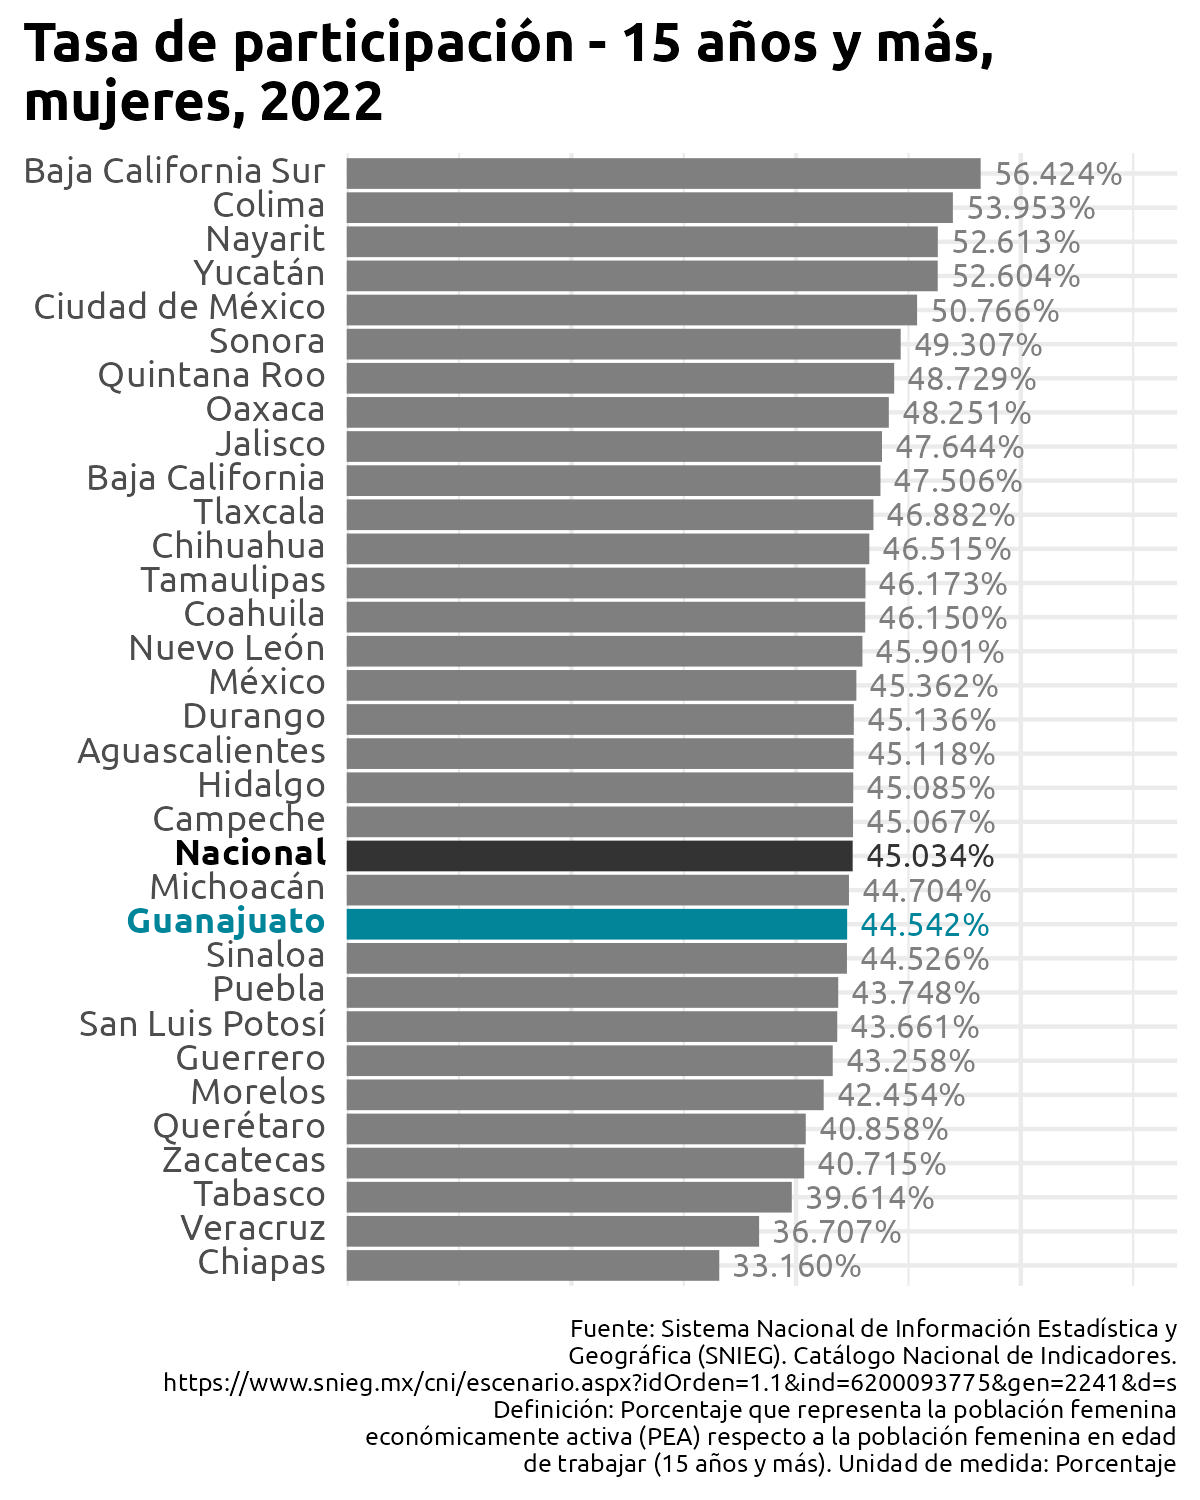 Tasa de participación - 15 años y más,
mujeres, 2022
Baja California Sur 56.424%
Colima 53.953%
Nayarit 52.613%
Yucatán 52.604%
Ciudad de México 50.766%
Sonora 49.307%
Quintana Roo 48.729%
Oaxaca 48.251%
Jalisco 47.644%
Baja California 47.506%
Tlaxcala 46.882%
Chihuahua 46.515%
Tamaulipas 46.173%
Coahuila 46.150%
Nuevo León 45.901%
México 45.362%
Durango 45.136%
Aguascalientes 45.118%
Hidalgo 45.085%
Campeche 45.067%
Nacional 45.034%
Michoacán 44.704%
Guanajuato 44.542%
Sinaloa 44.526%
Puebla 43.748%
San Luis Potosí 43.661%
Guerrero 43.258%
Morelos 42.454%
Querétaro 40.858%
Zacatecas 40.715%
Tabasco 39.614%
Veracruz 36.707%
Chiapas 33.160%
Fuente: Sistema Nacional de Información Estadística y
Geográfica (SNIEG). Catálogo Nacional de Indicadores.
https://www.snieg.mx/cni/escenario.aspx?idOrden=1.1&ind=6200093775&gen=2241&d=s
Definición: Porcentaje que representa la población femenina
económicamente activa (PEA) respecto a la población femenina en edad
de trabajar (15 años y más). Unidad de medida: Porcentaje